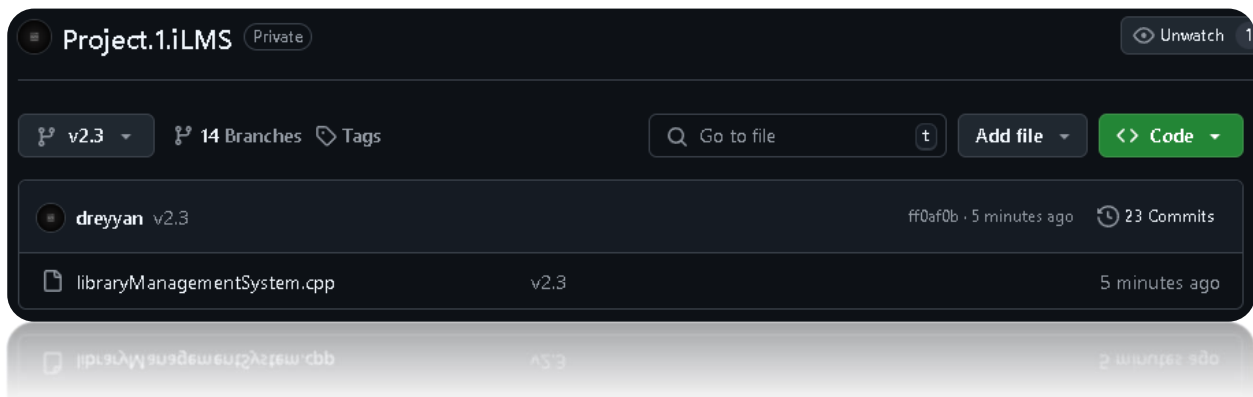 Project.1.iLMS Private Unwatch 1
v2.3 14 Branches Tags Go to file t Add file Code
dreyyan v2.3 ff0af0b · 5 minutes ago 23 Commits
libraryManagementSystem.cpp v2.3 5 minutes ago